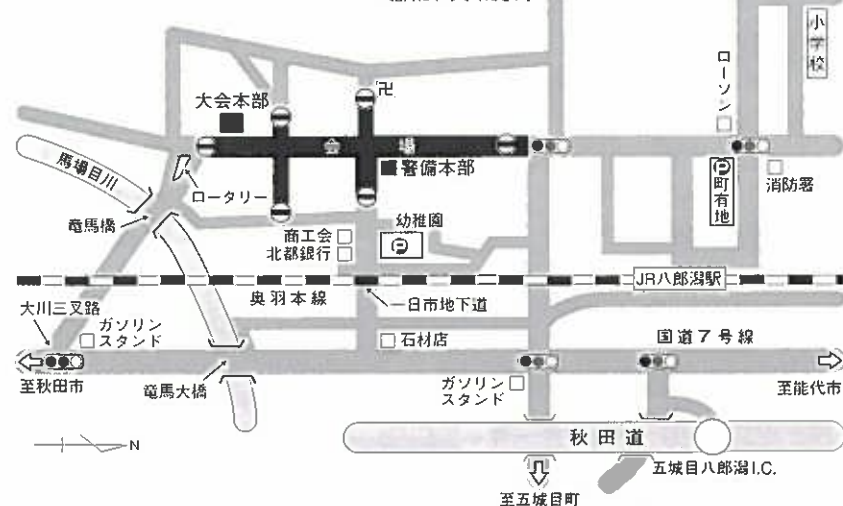 小学校
ローソン
卍
大会本部
会場
警備本部
P
町有地
消防署
馬場目川
ロータリー
竜馬橋
幼稚園
商工会
P
北都銀行
JR八郎潟駅
奥羽本線
一日市地下道
大川三叉路
ガソリン
スタンド
石材店
国道7号線
至秋田市
竜馬大橋
ガソリン
スタンド
至能代市
N
秋田道
五城目八郎潟I.C.
至五城目町